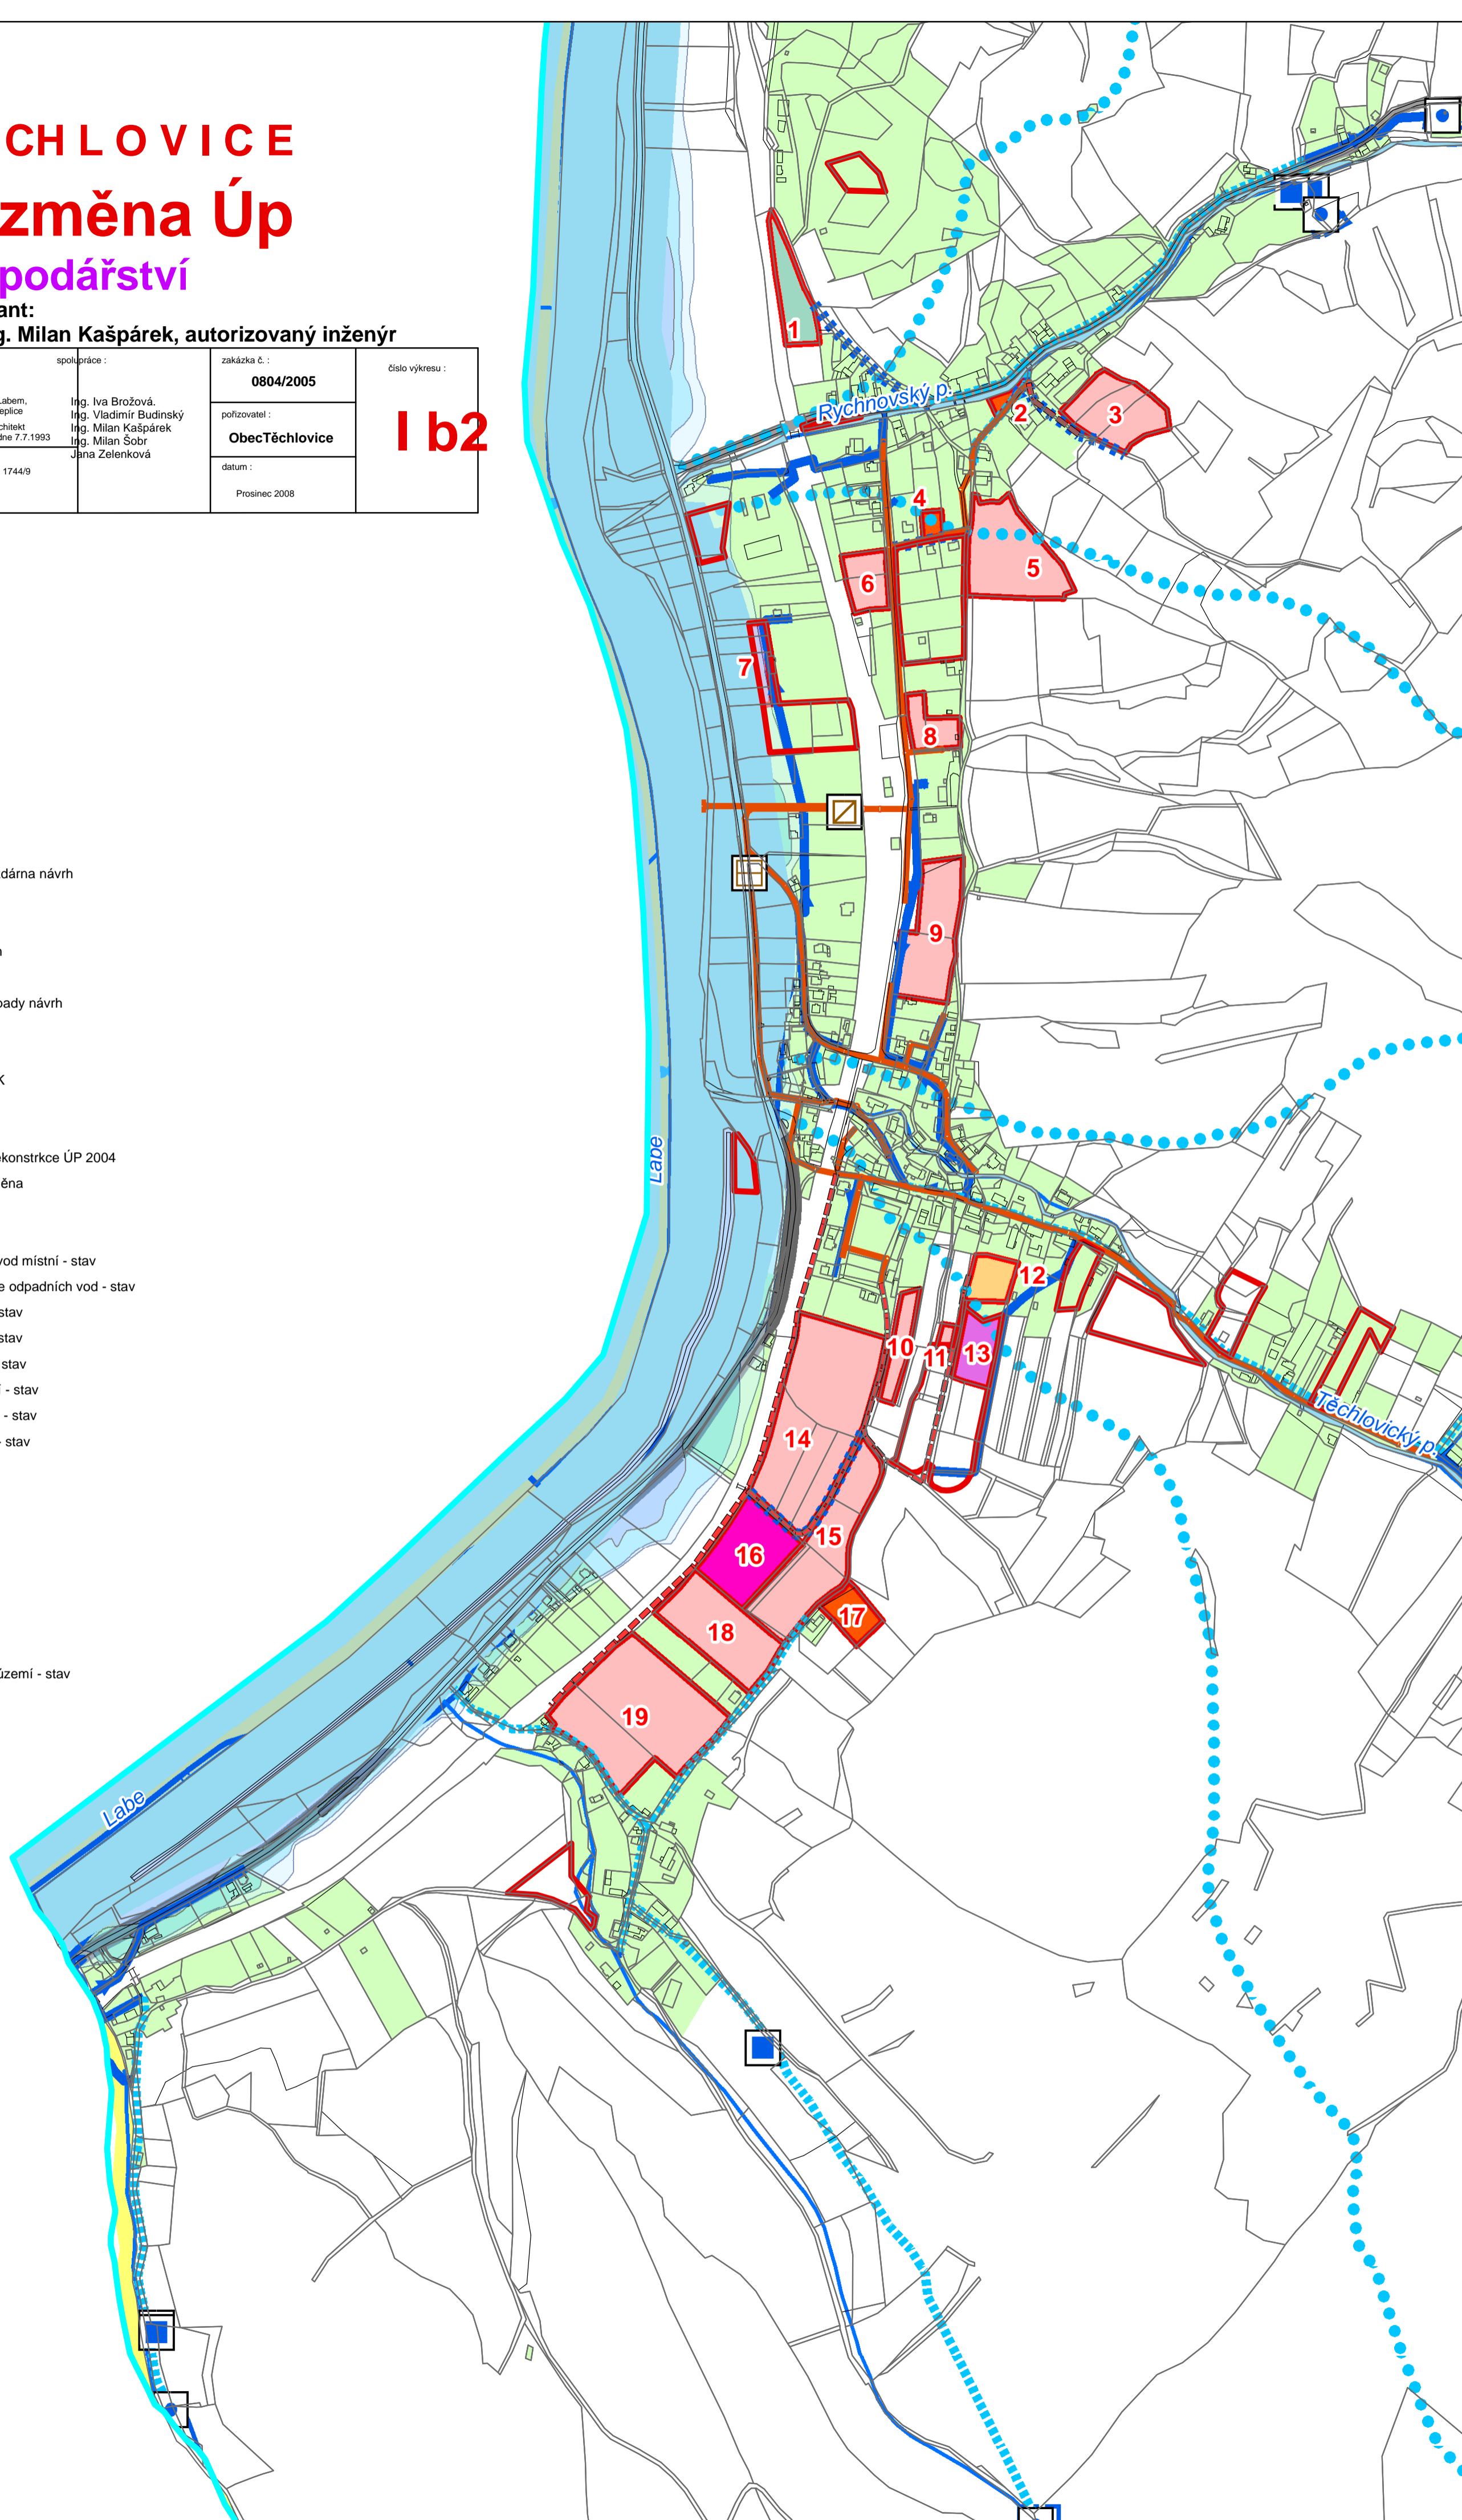 CH L O V I C E
změna Úp
podářství
ant:
g. Milan Kašpárek, autorizovaný inženýr
spolupráce :
zakázka č. :
číslo výkresu :
0804/2005
Labem,
eplice
chitekt
dne 7.7.1993
1744/9
Ing. Iva Brožová.
Ing. Vladimír Budinský
Ing. Milan Kašpárek
Ing. Milan Šobr
Jana Zelenková
pořizovatel :
ObecTěchlovice
datum :
Prosinec 2008
I b2
dárna návrh
h
pady návrh
K
ekonstrkce ÚP 2004
ěna
vod místní - stav
e odpadních vod - stav
stav
stav
stav
í - stav
- stav
- stav
území - stav
1
Rychnovský p.
2
3
4
5
6
7
8
9
Labe
10
11
12
13
Těchlovický p.
14
15
16
17
18
19
Labe